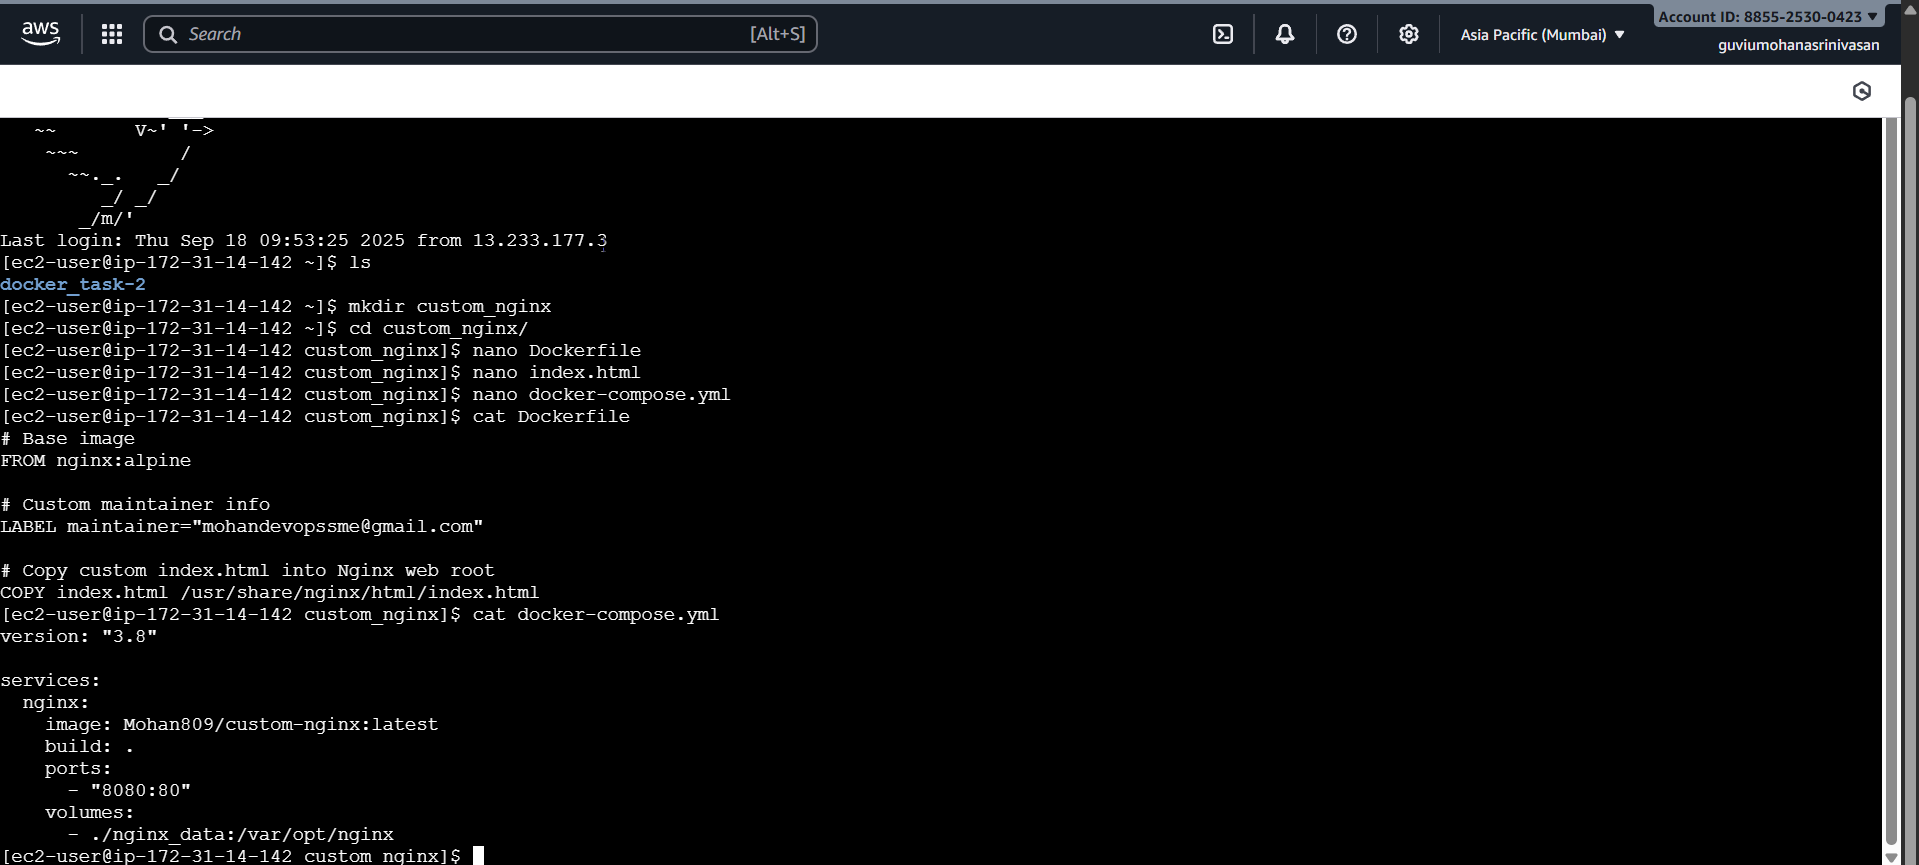 aws
Search [Alt+S]
Asia Pacific (Mumbai) ▼
Account ID: 8855-2530-0423 ▼
guviumohanasrinivasan
~~ V~' '->
~~~ /
~~._. _/
_/ _/
_/m/'
Last login: Thu Sep 18 09:53:25 2025 from 13.233.177.3
[ec2-user@ip-172-31-14-142 ~]$ ls
docker_task-2
[ec2-user@ip-172-31-14-142 ~]$ mkdir custom_nginx
[ec2-user@ip-172-31-14-142 ~]$ cd custom_nginx/
[ec2-user@ip-172-31-14-142 custom_nginx]$ nano Dockerfile
[ec2-user@ip-172-31-14-142 custom_nginx]$ nano index.html
[ec2-user@ip-172-31-14-142 custom_nginx]$ nano docker-compose.yml
[ec2-user@ip-172-31-14-142 custom_nginx]$ cat Dockerfile
# Base image
FROM nginx:alpine
# Custom maintainer info
LABEL maintainer="mohandevopssme@gmail.com"
# Copy custom index.html into Nginx web root
COPY index.html /usr/share/nginx/html/index.html
[ec2-user@ip-172-31-14-142 custom_nginx]$ cat docker-compose.yml
version: "3.8"
services:
  nginx:
    image: Mohan809/custom-nginx:latest
    build: .
    ports:
      - "8080:80"
    volumes:
      - ./nginx_data:/var/opt/nginx
[ec2-user@ip-172-31-14-142 custom_nginx]$